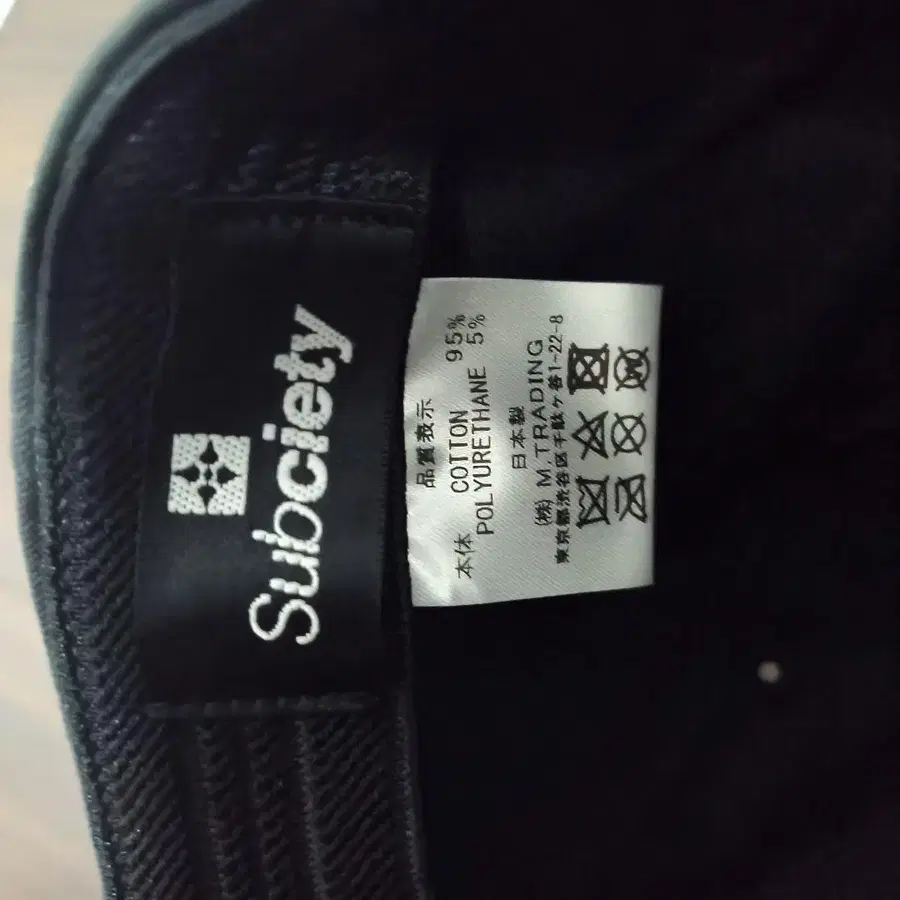 Subciety
品質表示
本体 COTTON 95%
POLYURETHANE 5%
日本製
(株) M.TRADING
東京都渋谷区千駄ヶ谷1-22-8